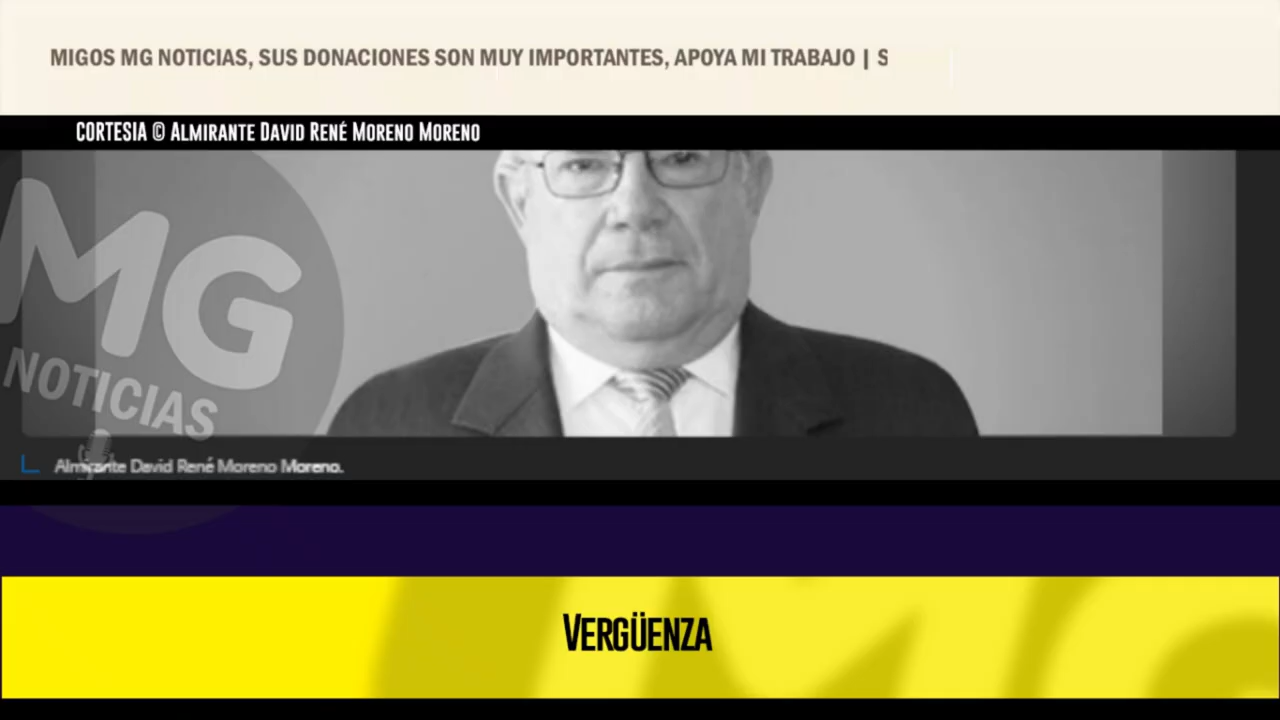 MIGOS MG NOTICIAS, SUS DONACIONES SON MUY IMPORTANTES, APOYA MI TRABAJO | S
CORTESIA © ALMIRANTE DAVID RENÉ MORENO MORENO
MG
NOTICIAS
Almirante David René Moreno Moreno.
VERGÜENZA